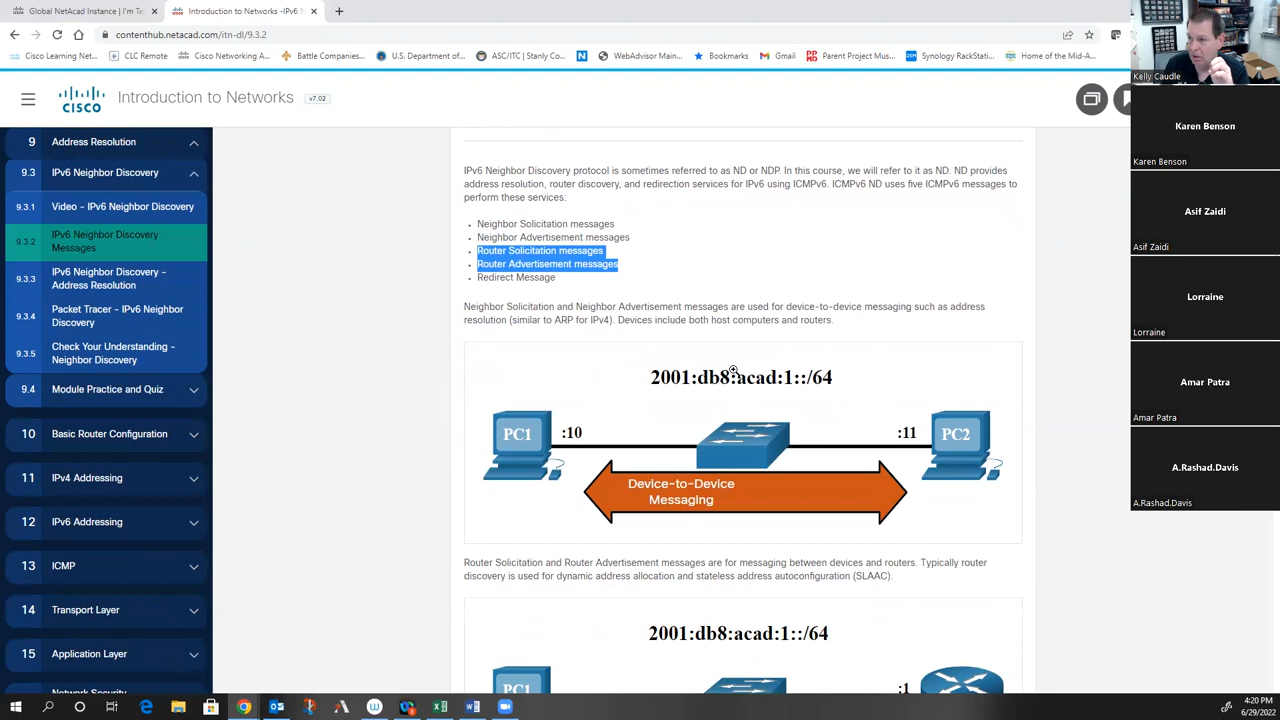 Global NetAcad Instance | I'm Te
Introduction to Networks -IPv6 N
contenthub.netacad.com/itn-dl/9.3.2
Cisco Learning Net...
CLC Remote
Cisco Networking A...
Battle Companies...
U.S. Department of...
ASC/ITC | Stanly Co...
WebAdvisor Main...
Bookmarks
Gmail
Parent Project Mus...
Synology RackStati...
Home of the Mid-A...
CISCO
Introduction to Networks
v7.02
9 Address Resolution
9.3 IPv6 Neighbor Discovery
9.3.1 Video - IPv6 Neighbor Discovery
9.3.2 IPv6 Neighbor Discovery
Messages
9.3.3 IPv6 Neighbor Discovery -
Address Resolution
9.3.4 Packet Tracer - IPv6 Neighbor
Discovery
9.3.5 Check Your Understanding -
Neighbor Discovery
9.4 Module Practice and Quiz
10 Basic Router Configuration
11 IPv4 Addressing
12 IPv6 Addressing
13 ICMP
14 Transport Layer
15 Application Layer
Network Security
IPv6 Neighbor Discovery protocol is sometimes referred to as ND or NDP. In this course, we will refer to it as ND. ND provides
address resolution, router discovery, and redirection services for IPv6 using ICMPv6. ICMPv6 ND uses five ICMPv6 messages to
perform these services:
• Neighbor Solicitation messages
• Neighbor Advertisement messages
• Router Solicitation messages
• Router Advertisement messages
• Redirect Message
Neighbor Solicitation and Neighbor Advertisement messages are used for device-to-device messaging such as address
resolution (similar to ARP for IPv4). Devices include both host computers and routers.
2001:db8:acad:1::/64
PC1 :10 :11 PC2
Device-to-Device
Messaging
Router Solicitation and Router Advertisement messages are for messaging between devices and routers. Typically router
discovery is used for dynamic address allocation and stateless address autoconfiguration (SLAAC).
2001:db8:acad:1::/64
PC1 :1
Kelly Caudle
Karen Benson
Karen Benson
Asif Zaidi
Asif Zaidi
Lorraine
Lorraine
Amar Patra
Amar Patra
A.Rashad.Davis
A.Rashad.Davis
4:20 PM
6/29/2022